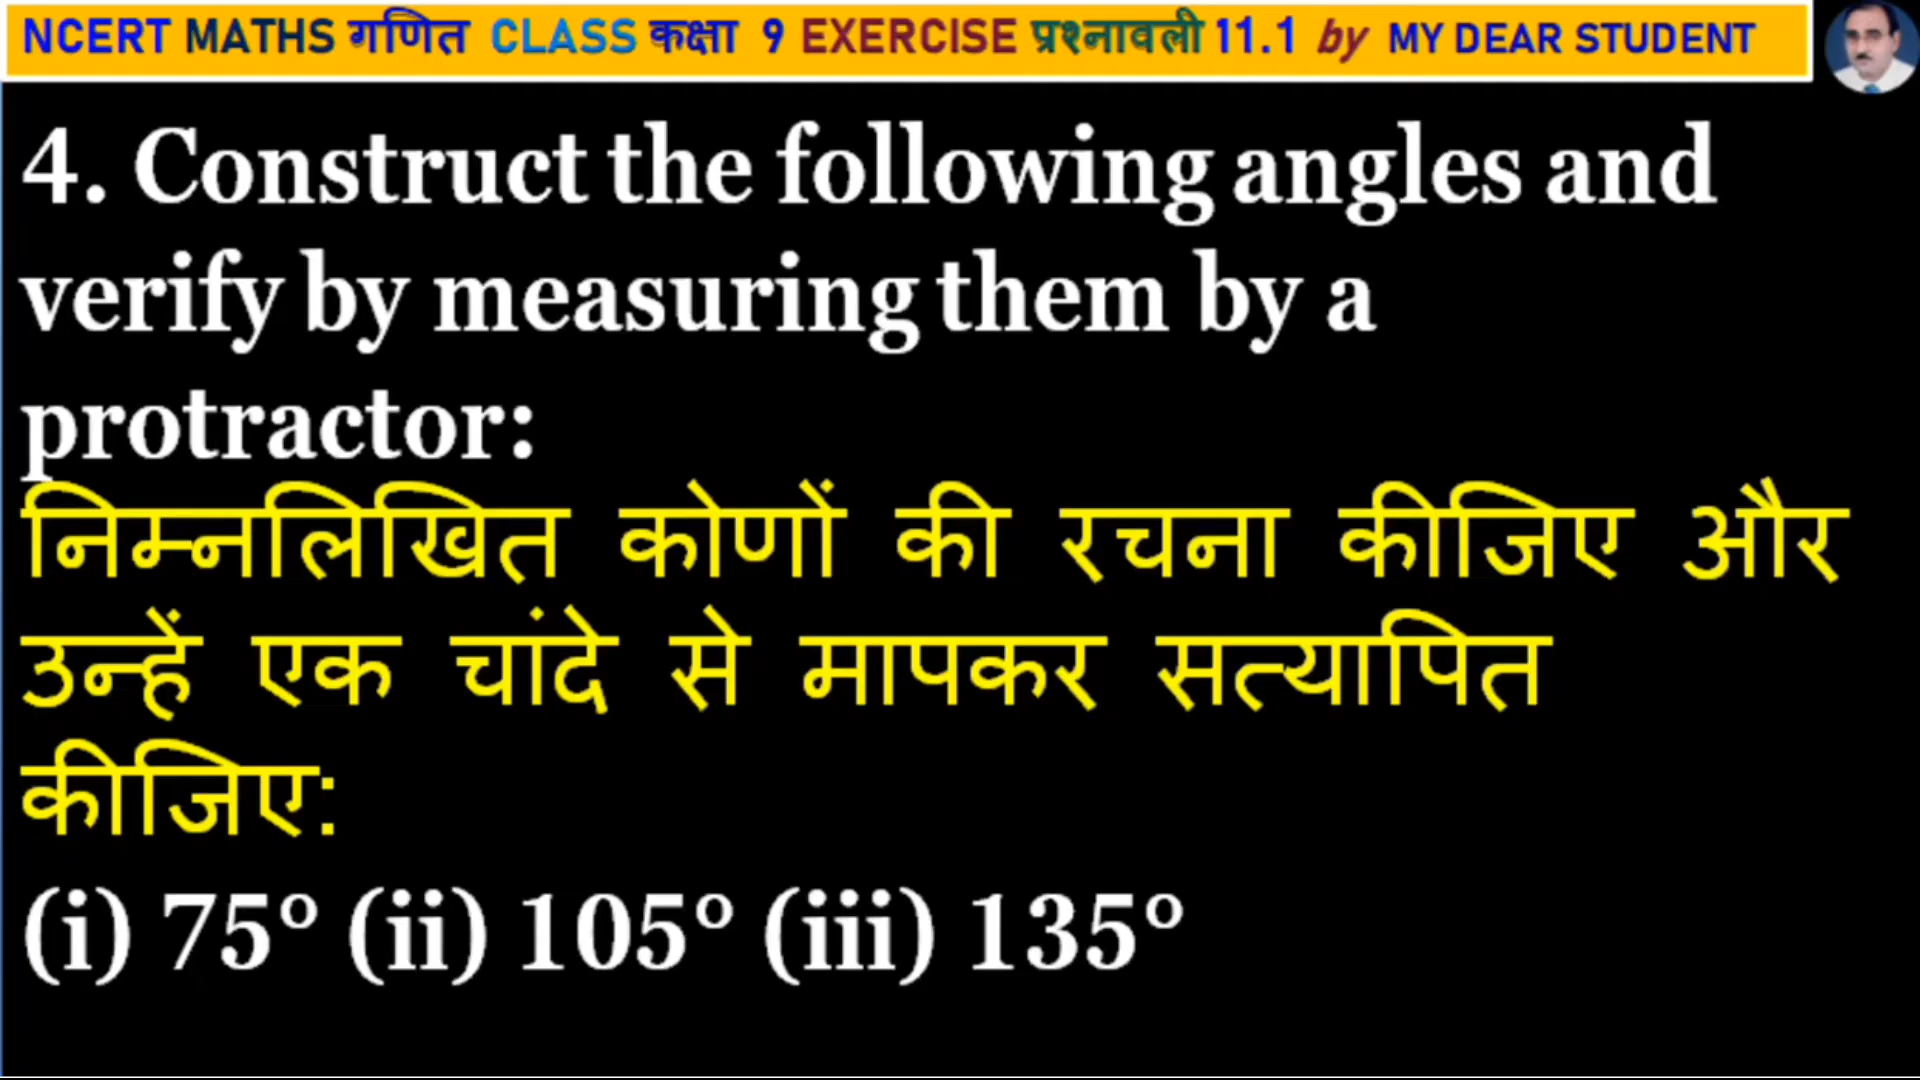 NCERT MATHS गणित CLASS कक्षा 9 EXERCISE प्रश्नावली 11.1 by MY DEAR STUDENT
4. Construct the following angles and
verify by measuring them by a
protractor:
निम्नलिखित कोणों की रचना कीजिए और
उन्हें एक चांदे से मापकर सत्यापित
कीजिए:
(i) 75° (ii) 105° (iii) 135°